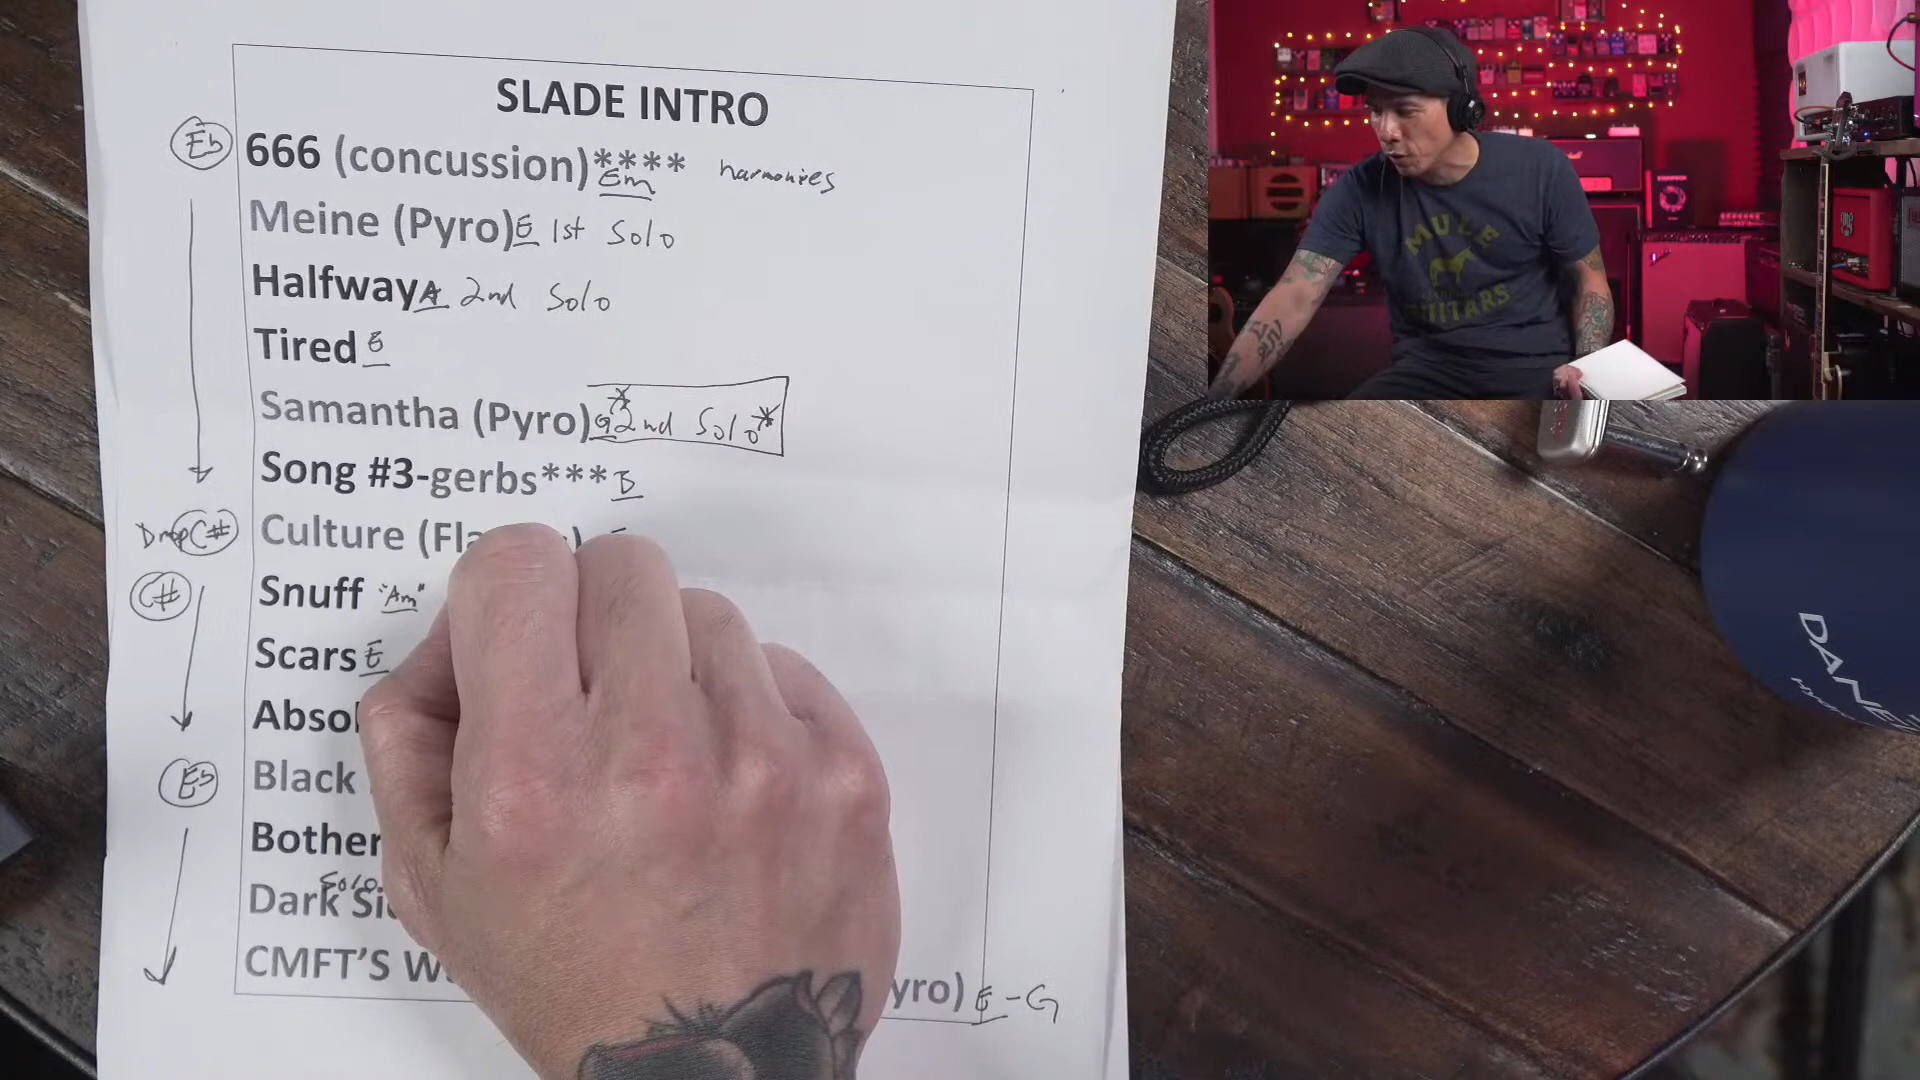 SLADE INTRO
Eb 666 (concussion)**** Em harmonies
Meine (Pyro) E 1st Solo
Halfway A 2nd Solo
Tired E
Samantha (Pyro) G *2nd Solo*
Song #3-gerbs*** B
Drop C# Culture (Fla
C# Snuff "Am"
Scars E
Absol
Eb Black
Bother
Solo
Dark Si
CMFT'S W yro) E - G
MULE
GUITARS
DANE